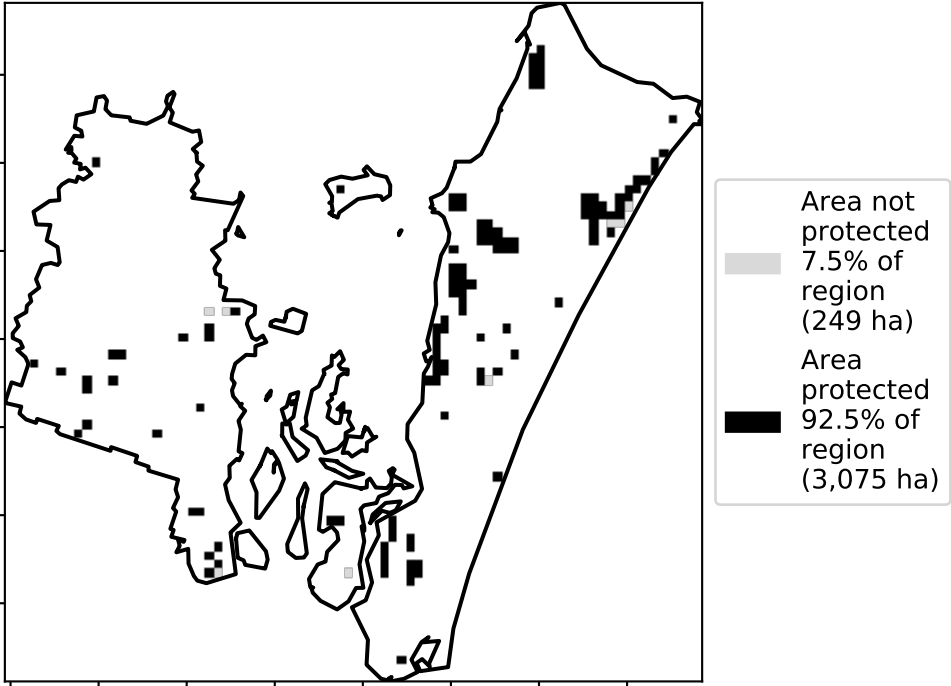 Area not
protected
7.5% of
region
(249 ha)
Area
protected
92.5% of
region
(3,075 ha)